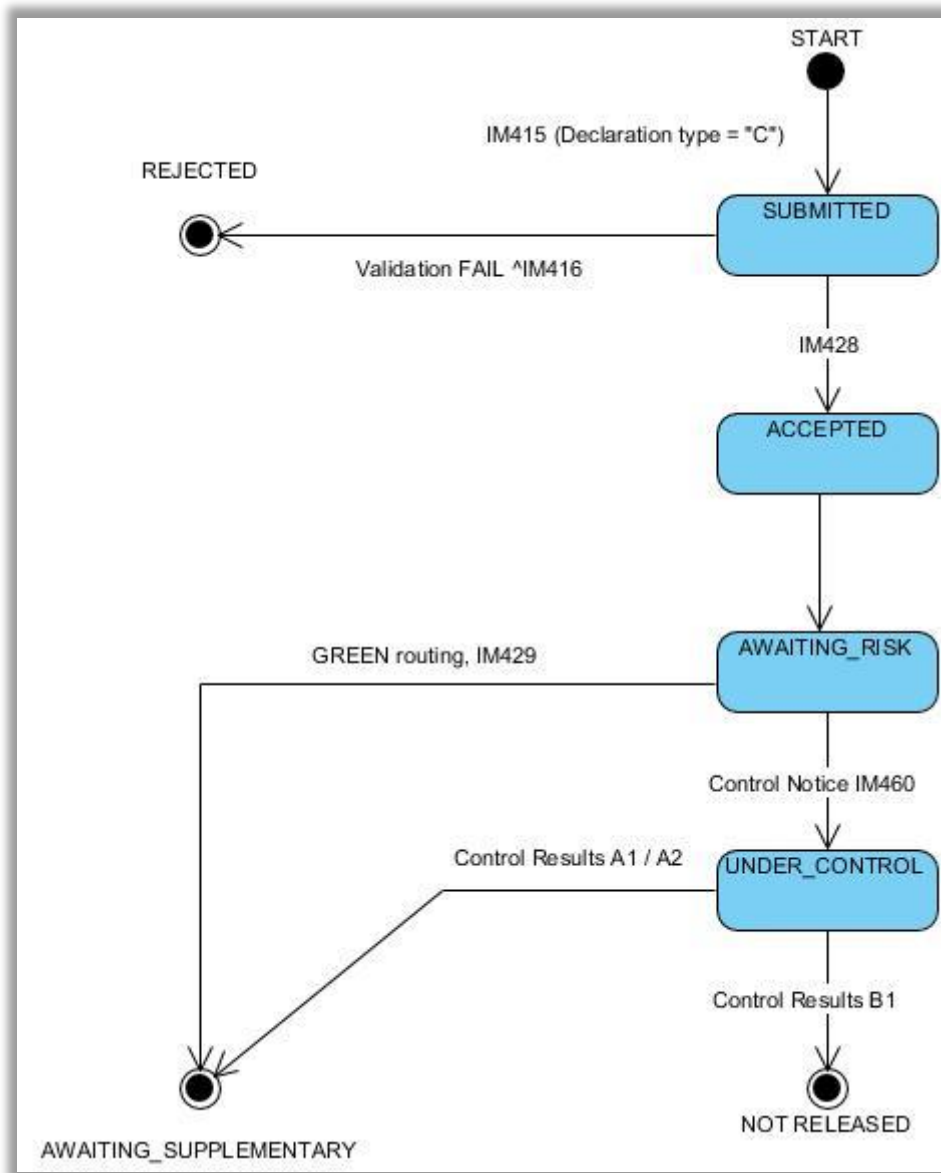 START
IM415 (Declaration type = "C")
REJECTED
SUBMITTED
Validation FAIL ^IM416
IM428
ACCEPTED
AWAITING_RISK
GREEN routing, IM429
Control Notice IM460
Control Results A1 / A2
UNDER_CONTROL
Control Results B1
NOT RELEASED
AWAITING_SUPPLEMENTARY